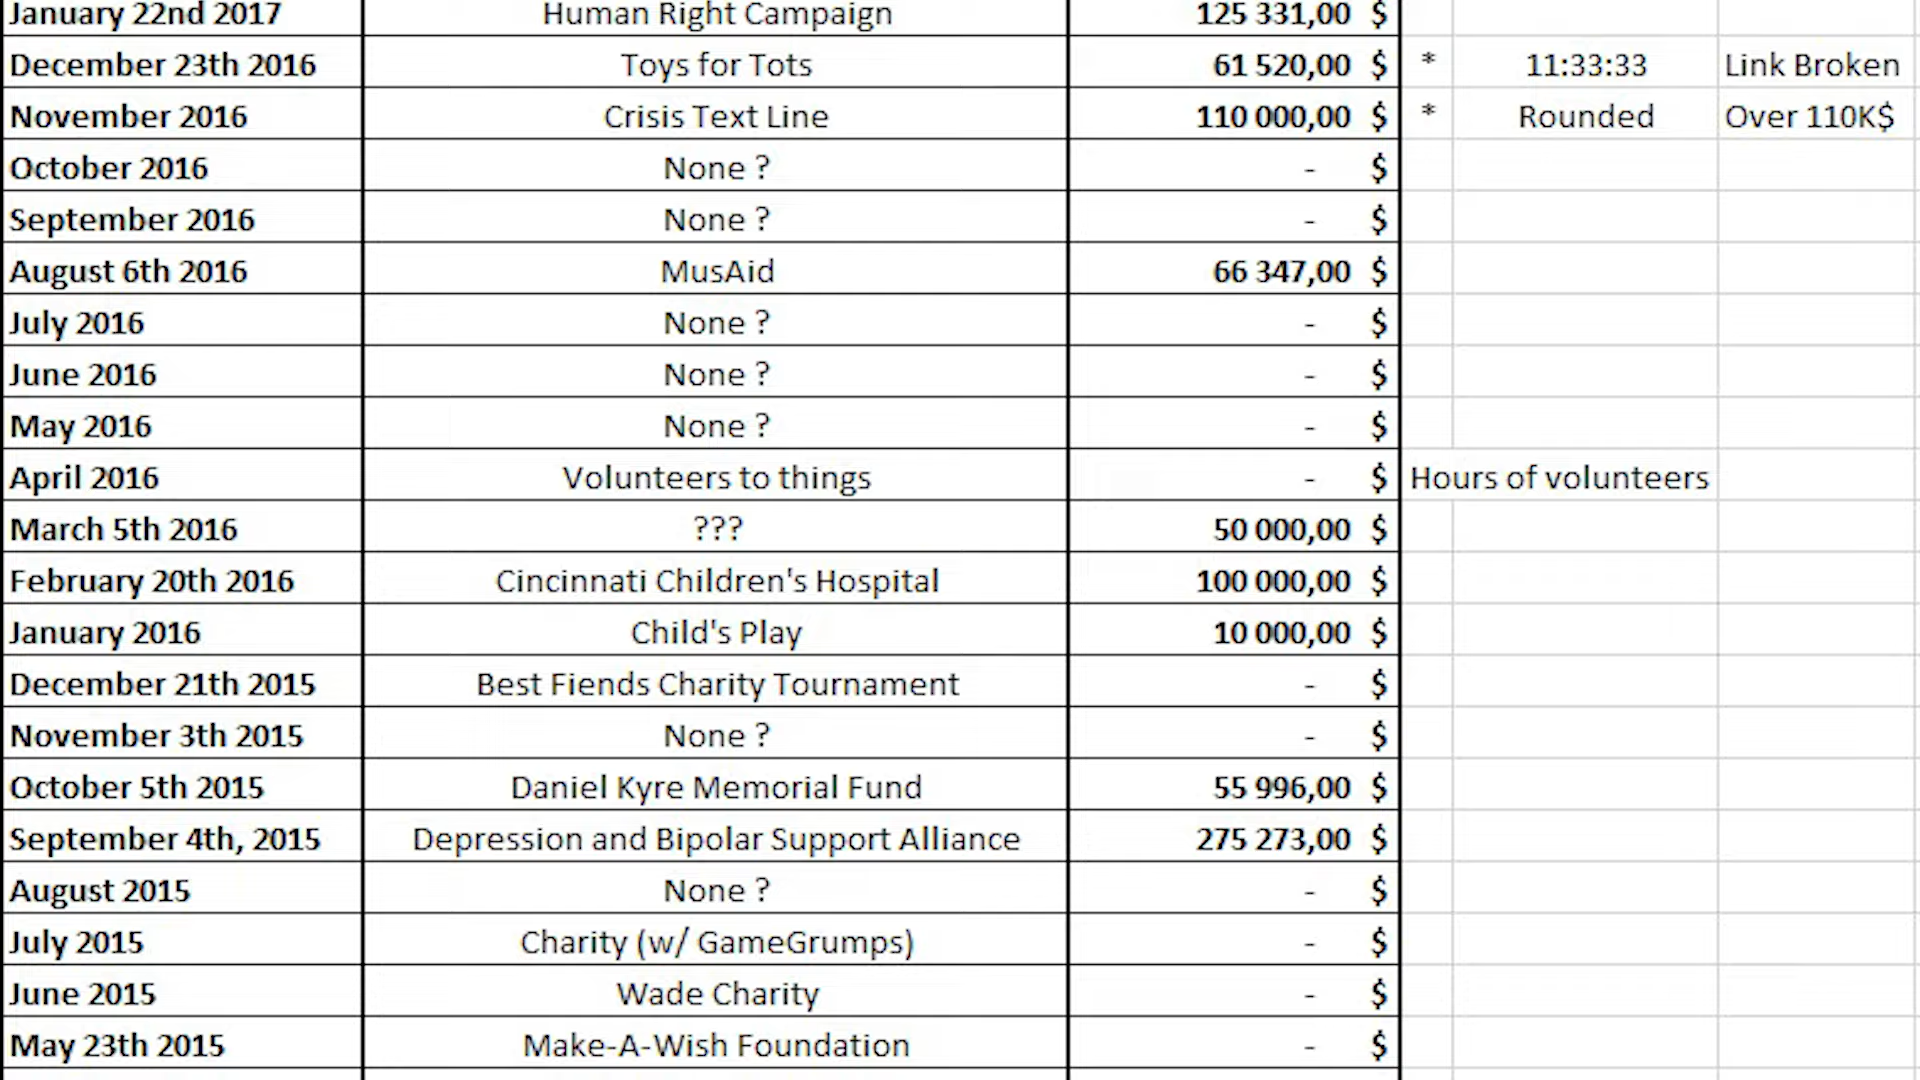 January 22nd 2017 Human Right Campaign 125 331,00 $
December 23th 2016 Toys for Tots 61 520,00 $ * 11:33:33 Link Broken
November 2016 Crisis Text Line 110 000,00 $ * Rounded Over 110K$
October 2016 None ? - $
September 2016 None ? - $
August 6th 2016 MusAid 66 347,00 $
July 2016 None ? - $
June 2016 None ? - $
May 2016 None ? - $
April 2016 Volunteers to things - $ Hours of volunteers
March 5th 2016 ??? 50 000,00 $
February 20th 2016 Cincinnati Children's Hospital 100 000,00 $
January 2016 Child's Play 10 000,00 $
December 21th 2015 Best Fiends Charity Tournament - $
November 3th 2015 None ? - $
October 5th 2015 Daniel Kyre Memorial Fund 55 996,00 $
September 4th, 2015 Depression and Bipolar Support Alliance 275 273,00 $
August 2015 None ? - $
July 2015 Charity (w/ GameGrumps) - $
June 2015 Wade Charity - $
May 23th 2015 Make-A-Wish Foundation - $